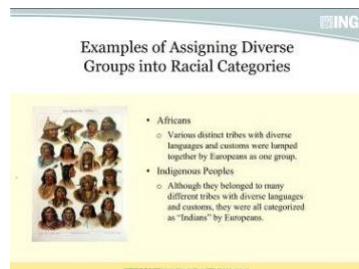 ING
Examples of Assigning Diverse
Groups into Racial Categories
• Africans
o Various distinct tribes with diverse
languages and customs were lumped
together by Europeans as one group.
• Indigenous Peoples
o Although they belonged to many
different tribes with diverse languages
and customs, they were all categorized
as “Indians” by Europeans.